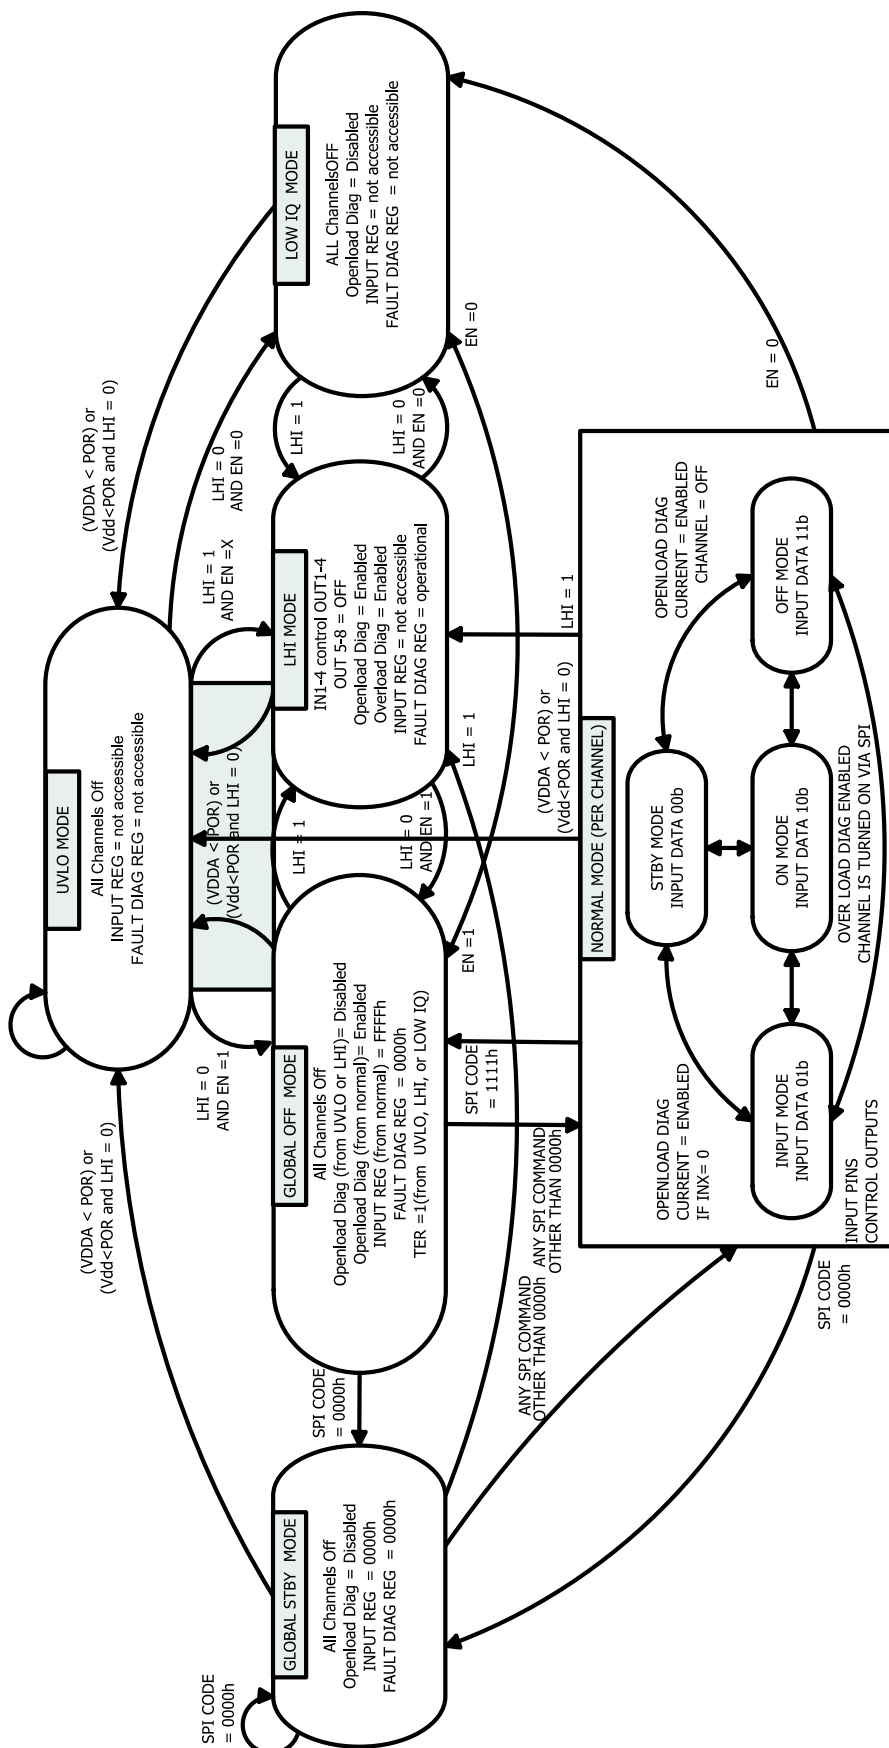 UVLO MODE
All Channels Off
INPUT REG = not accessible
FAULT DIAG REG = not accessible
(VDDA < POR) or
(Vdd<POR and LHI = 0)
(VDDA < POR) or
(Vdd<POR and LHI = 0)
LHI = 0
AND EN =1
(VDDA < POR) or
(Vdd<POR and LHI = 0)
LHI = 1
AND EN =X
LHI = 0
AND EN =0
SPI CODE
= 0000h
GLOBAL STBY MODE
All Channels Off
Openload Diag = Disabled
INPUT REG = 0000h
FAULT DIAG REG = 0000h
SPI CODE
= 0000h
GLOBAL OFF MODE
All Channels Off
Openload Diag (from UVLO or LHI)= Disabled
Openload Diag (from normal)= Enabled
INPUT REG (from normal) = FFFFh
FAULT DIAG REG = 0000h
TER =1(from UVLO, LHI, or LOW IQ)
LHI = 1
LHI = 0
AND EN =1
LHI MODE
IN1-4 control OUT1-4
OUT 5-8 = OFF
Openload Diag = Enabled
Overload Diag = Enabled
INPUT REG = not accessible
FAULT DIAG REG = operational
LHI = 1
LHI = 0
AND EN =0
LOW IQ MODE
ALL ChannelsOFF
Openload Diag = Disabled
INPUT REG = not accessible
FAULT DIAG REG = not accessible
ANY SPI COMMAND
OTHER THAN 0000h
ANY SPI COMMAND
OTHER THAN 0000h
SPI CODE
= 1111h
EN =1
LHI = 1
EN =0
(VDDA < POR) or
(Vdd<POR and LHI = 0)
LHI = 1
EN = 0
NORMAL MODE (PER CHANNEL)
STBY MODE
INPUT DATA 00b
OPENLOAD DIAG
CURRENT = ENABLED
IF INX= 0
OPENLOAD DIAG
CURRENT = ENABLED
CHANNEL = OFF
INPUT MODE
INPUT DATA 01b
ON MODE
INPUT DATA 10b
OFF MODE
INPUT DATA 11b
INPUT PINS
CONTROL OUTPUTS
OVER LOAD DIAG ENABLED
CHANNEL IS TURNED ON VIA SPI
SPI CODE
= 0000h